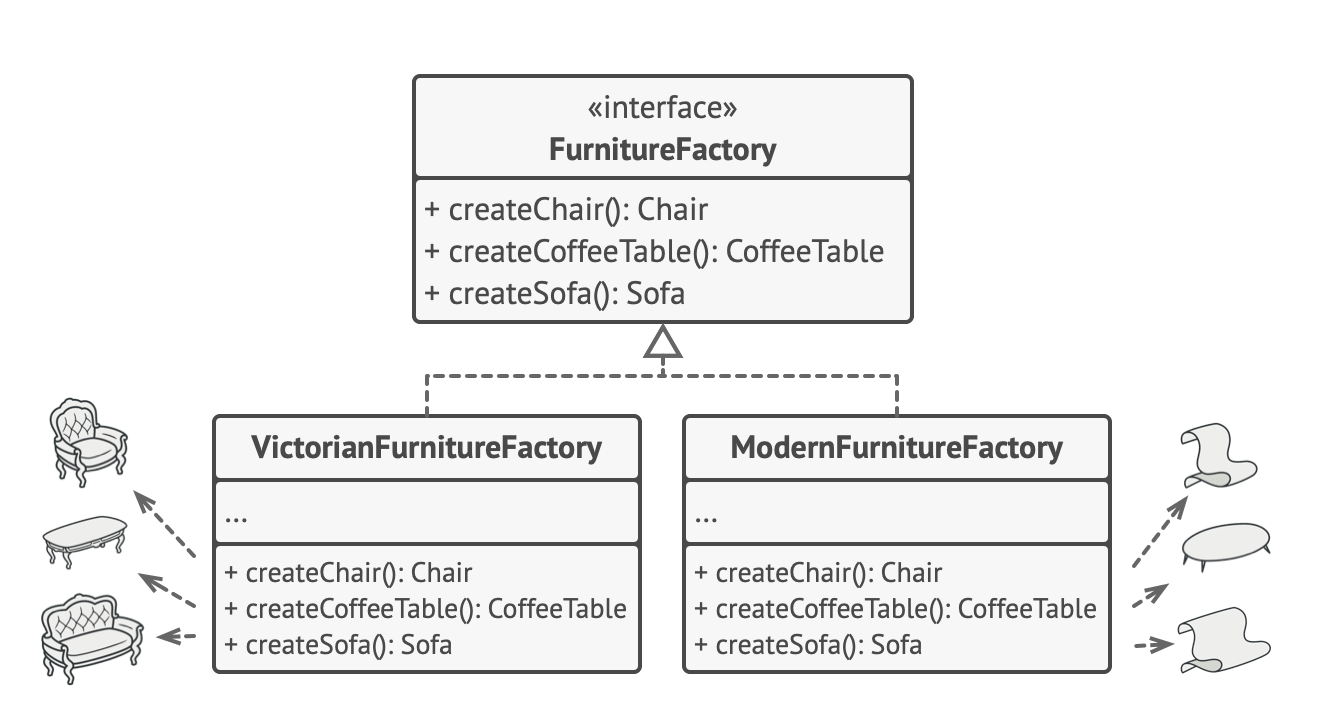 «interface»
FurnitureFactory
+ createChair(): Chair
+ createCoffeeTable(): CoffeeTable
+ createSofa(): Sofa
VictorianFurnitureFactory
...
+ createChair(): Chair
+ createCoffeeTable(): CoffeeTable
+ createSofa(): Sofa
ModernFurnitureFactory
...
+ createChair(): Chair
+ createCoffeeTable(): CoffeeTable
+ createSofa(): Sofa